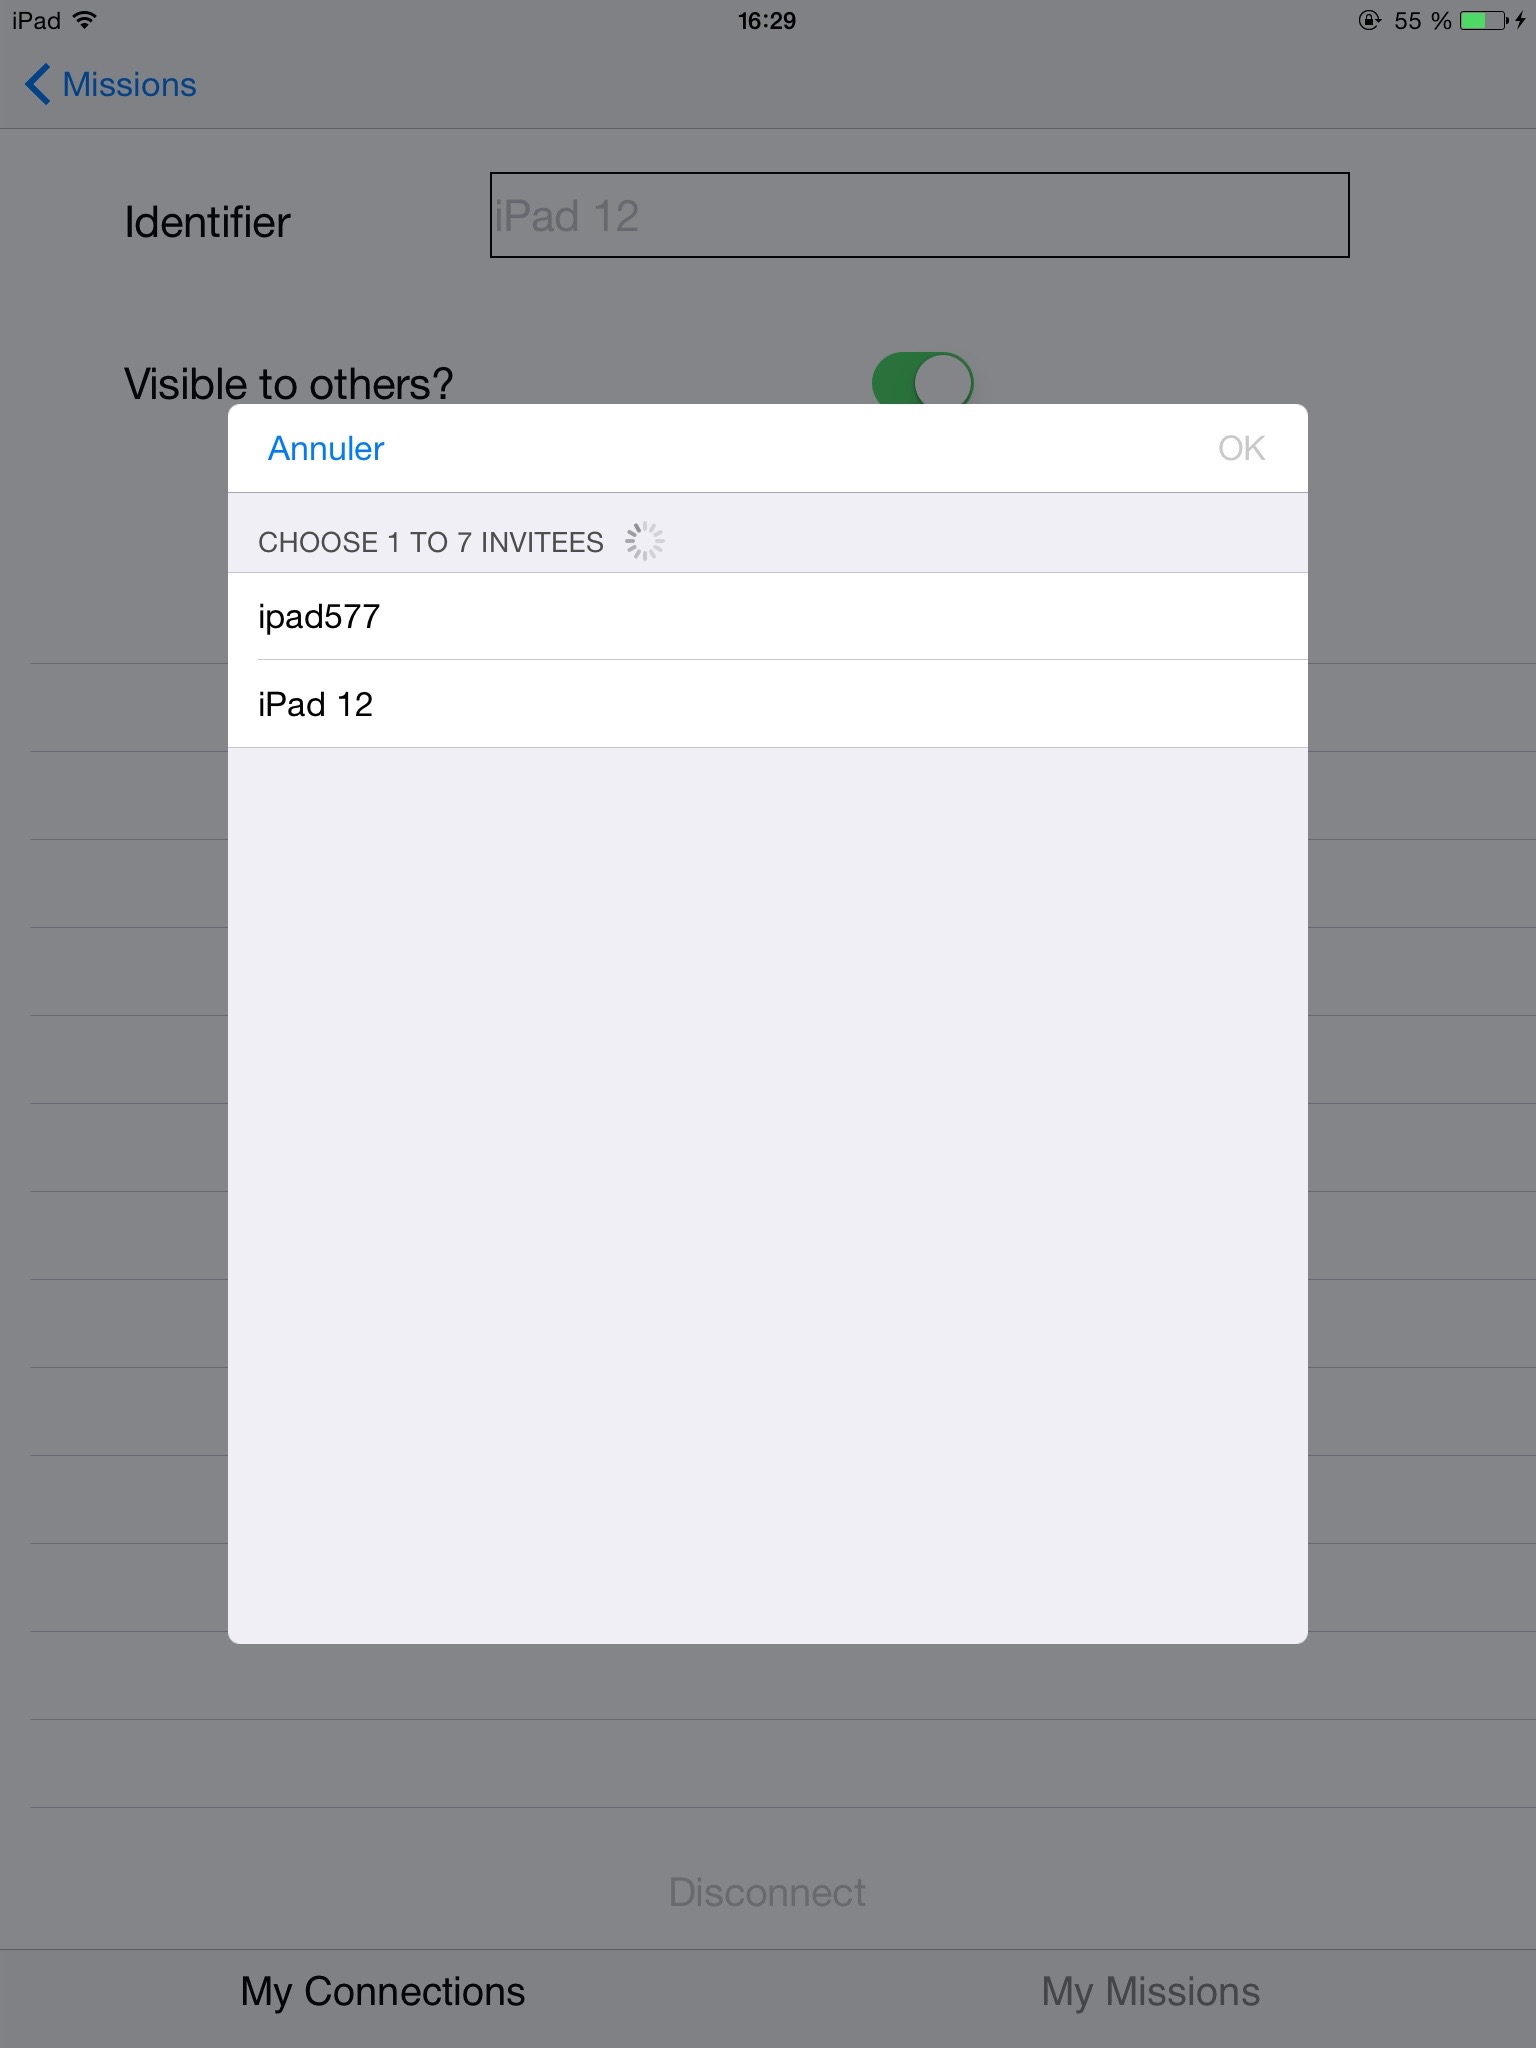 iPad 16:29 55 %
Missions
Identifier iPad 12
Visible to others?
Annuler OK
CHOOSE 1 TO 7 INVITEES
ipad577
iPad 12
Disconnect
My Connections My Missions